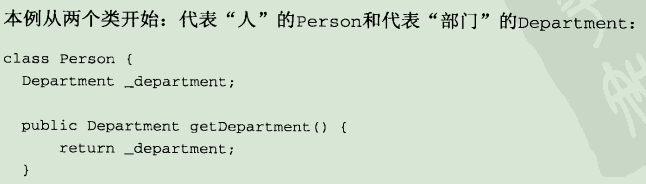 本例从两个类开始：代表“人”的Person和代表“部门”的Department：
class Person {
  Department _department;

  public Department getDepartment() {
      return _department;
  }